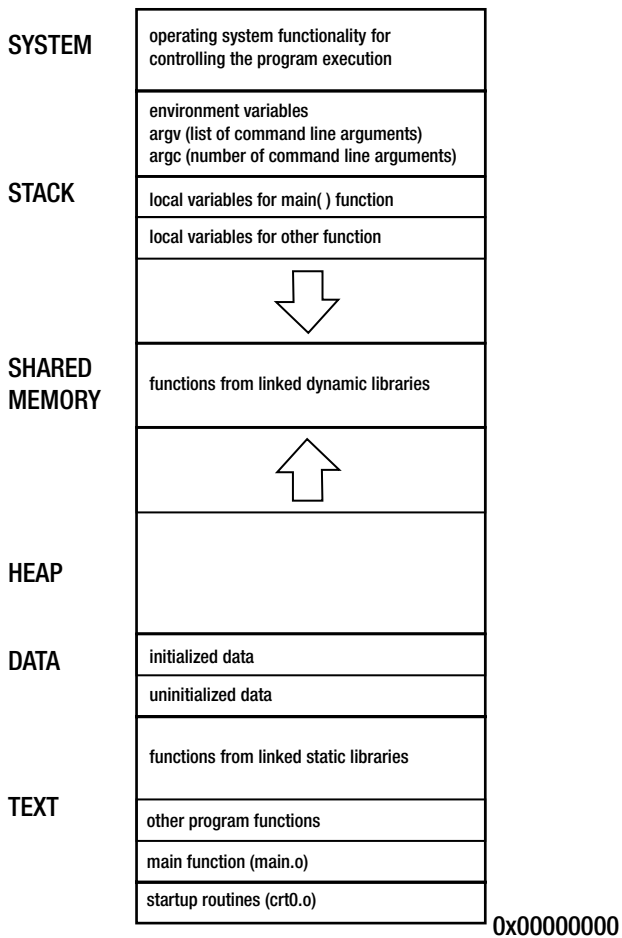 SYSTEM
operating system functionality for
controlling the program execution
environment variables
argv (list of command line arguments)
argc (number of command line arguments)
STACK
local variables for main( ) function
local variables for other function
SHARED
MEMORY
functions from linked dynamic libraries
HEAP
DATA
initialized data
uninitialized data
functions from linked static libraries
TEXT
other program functions
main function (main.o)
startup routines (crt0.o)
0x00000000